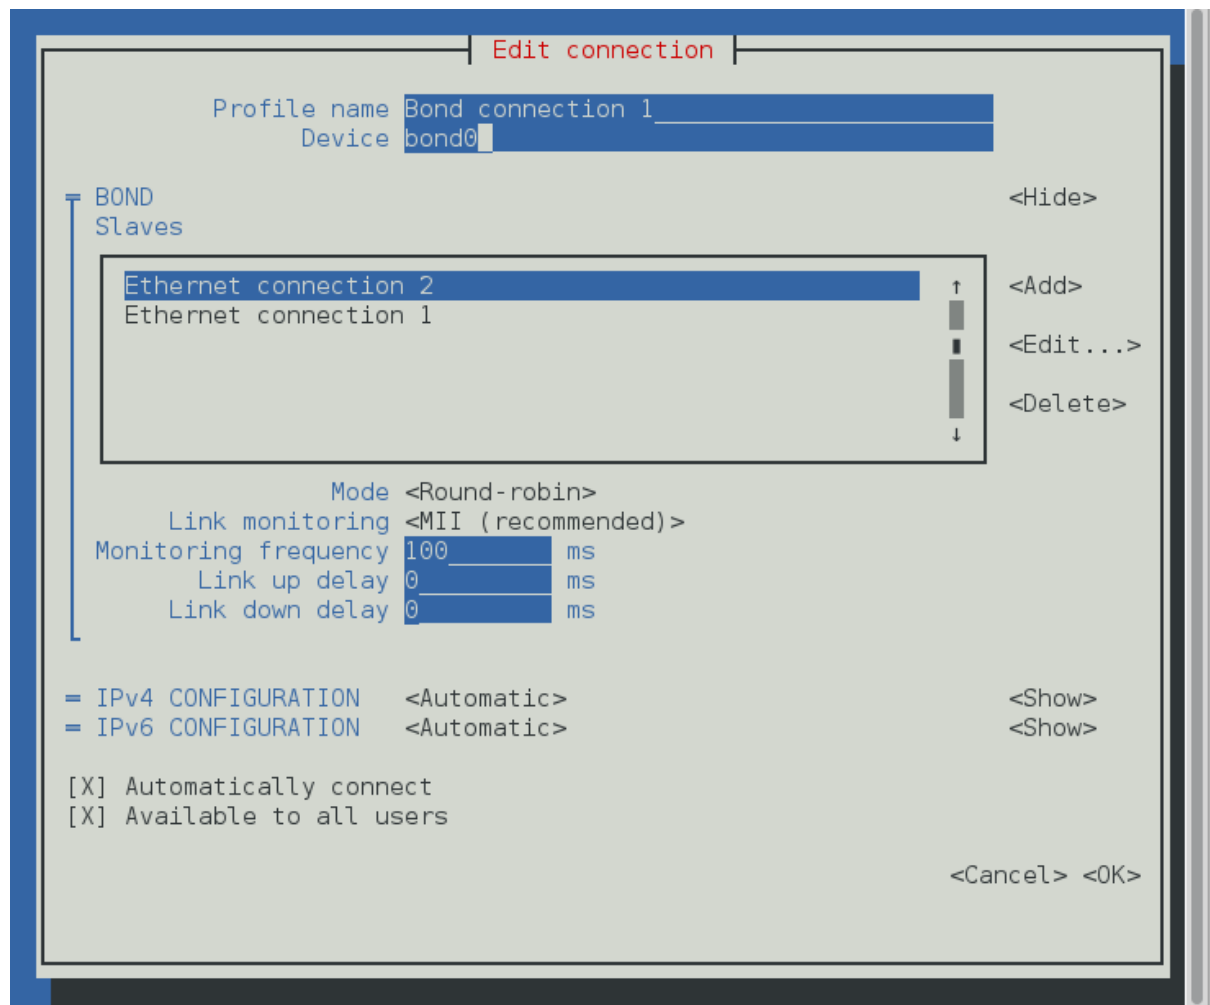 Edit connection
Profile name Bond connection 1
Device bond0
BOND <Hide>
Slaves
Ethernet connection 2 ↑ <Add>
Ethernet connection 1
<Edit...>
<Delete>
↓
Mode <Round-robin>
Link monitoring <MII (recommended)>
Monitoring frequency 100 ms
Link up delay 0 ms
Link down delay 0 ms
= IPv4 CONFIGURATION <Automatic> <Show>
= IPv6 CONFIGURATION <Automatic> <Show>
[X] Automatically connect
[X] Available to all users
<Cancel> <OK>